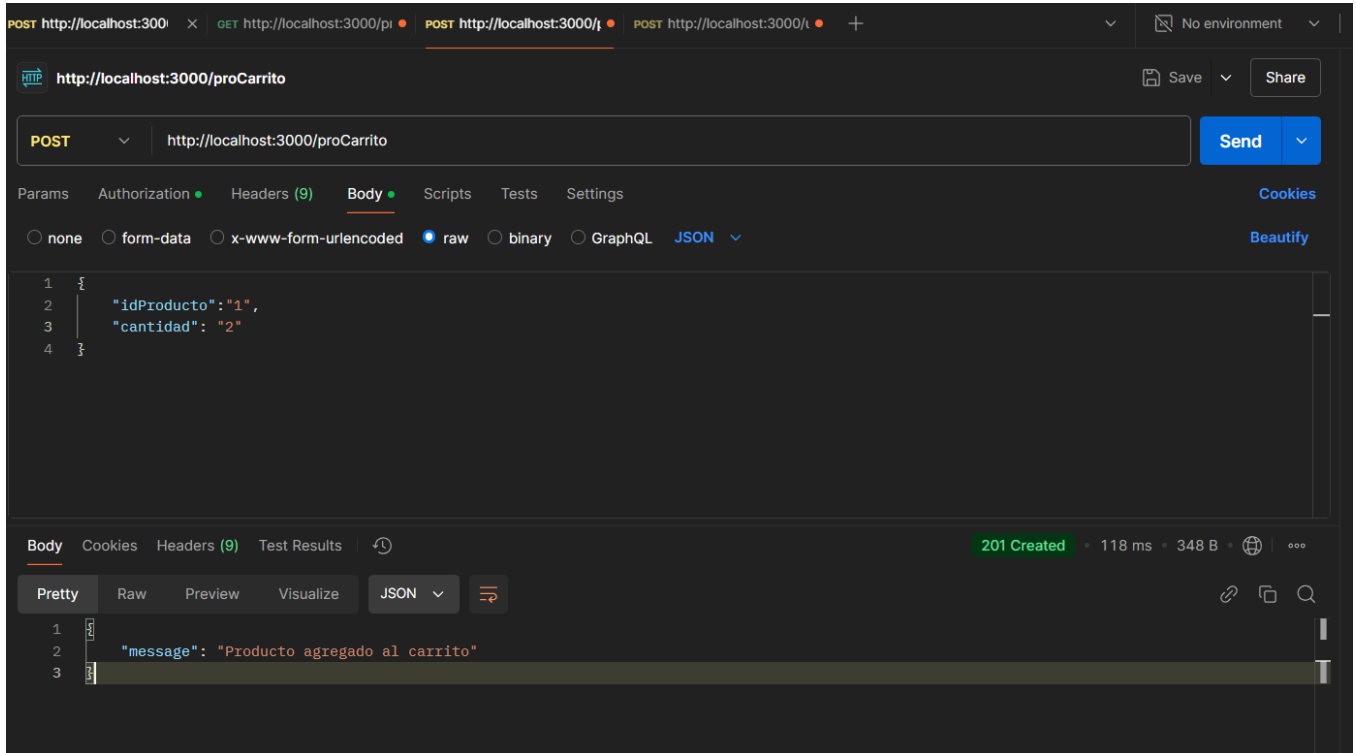 POST http://localhost:300 GET http://localhost:3000/p POST http://localhost:3000/ POST http://localhost:3000/ No environment
HTTP http://localhost:3000/proCarrito Save Share
POST http://localhost:3000/proCarrito Send
Params Authorization Headers (9) Body Scripts Tests Settings Cookies
none form-data x-www-form-urlencoded raw binary GraphQL JSON Beautify
1 {
2 "idProducto":"1",
3 "cantidad": "2"
4 }
Body Cookies Headers (9) Test Results 201 Created 118 ms 348 B
Pretty Raw Preview Visualize JSON
1 {
2 "message": "Producto agregado al carrito"
3 }